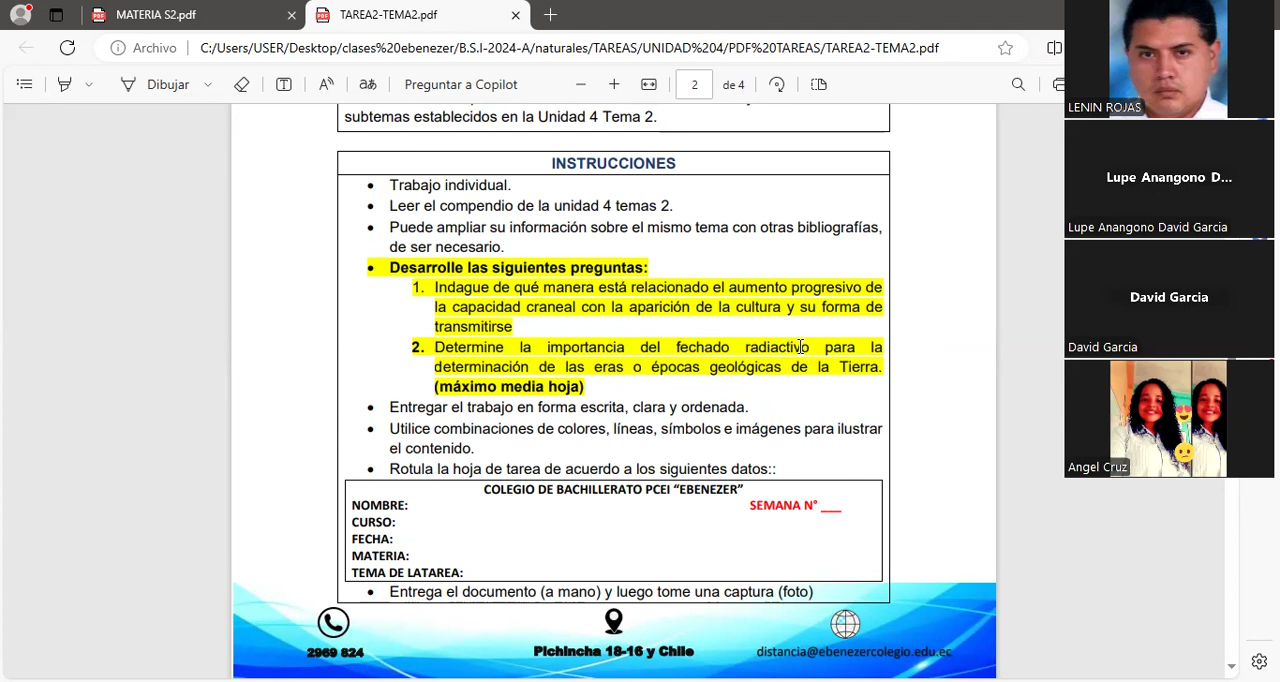 MATERIA S2.pdf
TAREA2-TEMA2.pdf
Archivo
C:/Users/USER/Desktop/clases%20ebenezer/B.S.I-2024-A/naturales/TAREAS/UNIDAD%204/PDF%20TAREAS/TAREA2-TEMA2.pdf
Dibujar
Preguntar a Copilot
2 de 4
subtemas establecidos en la Unidad 4 Tema 2.
INSTRUCCIONES
• Trabajo individual.
• Leer el compendio de la unidad 4 temas 2.
• Puede ampliar su información sobre el mismo tema con otras bibliografías,
de ser necesario.
• Desarrolle las siguientes preguntas:
1. Indague de qué manera está relacionado el aumento progresivo de
la capacidad craneal con la aparición de la cultura y su forma de
transmitirse
2. Determine la importancia del fechado radiactivo para la
determinación de las eras o épocas geológicas de la Tierra.
(máximo media hoja)
• Entregar el trabajo en forma escrita, clara y ordenada.
• Utilice combinaciones de colores, líneas, símbolos e imágenes para ilustrar
el contenido.
• Rotula la hoja de tarea de acuerdo a los siguientes datos::
COLEGIO DE BACHILLERATO PCEI “EBENEZER”
NOMBRE: SEMANA N° ___
CURSO:
FECHA:
MATERIA:
TEMA DE LATAREA:
• Entrega el documento (a mano) y luego tome una captura (foto)
2969 824
Pichincha 18-16 y Chile
distancia@ebenezercolegio.edu.ec
LENIN ROJAS
Lupe Anangono D...
Lupe Anangono David Garcia
David Garcia
David Garcia
Angel Cruz